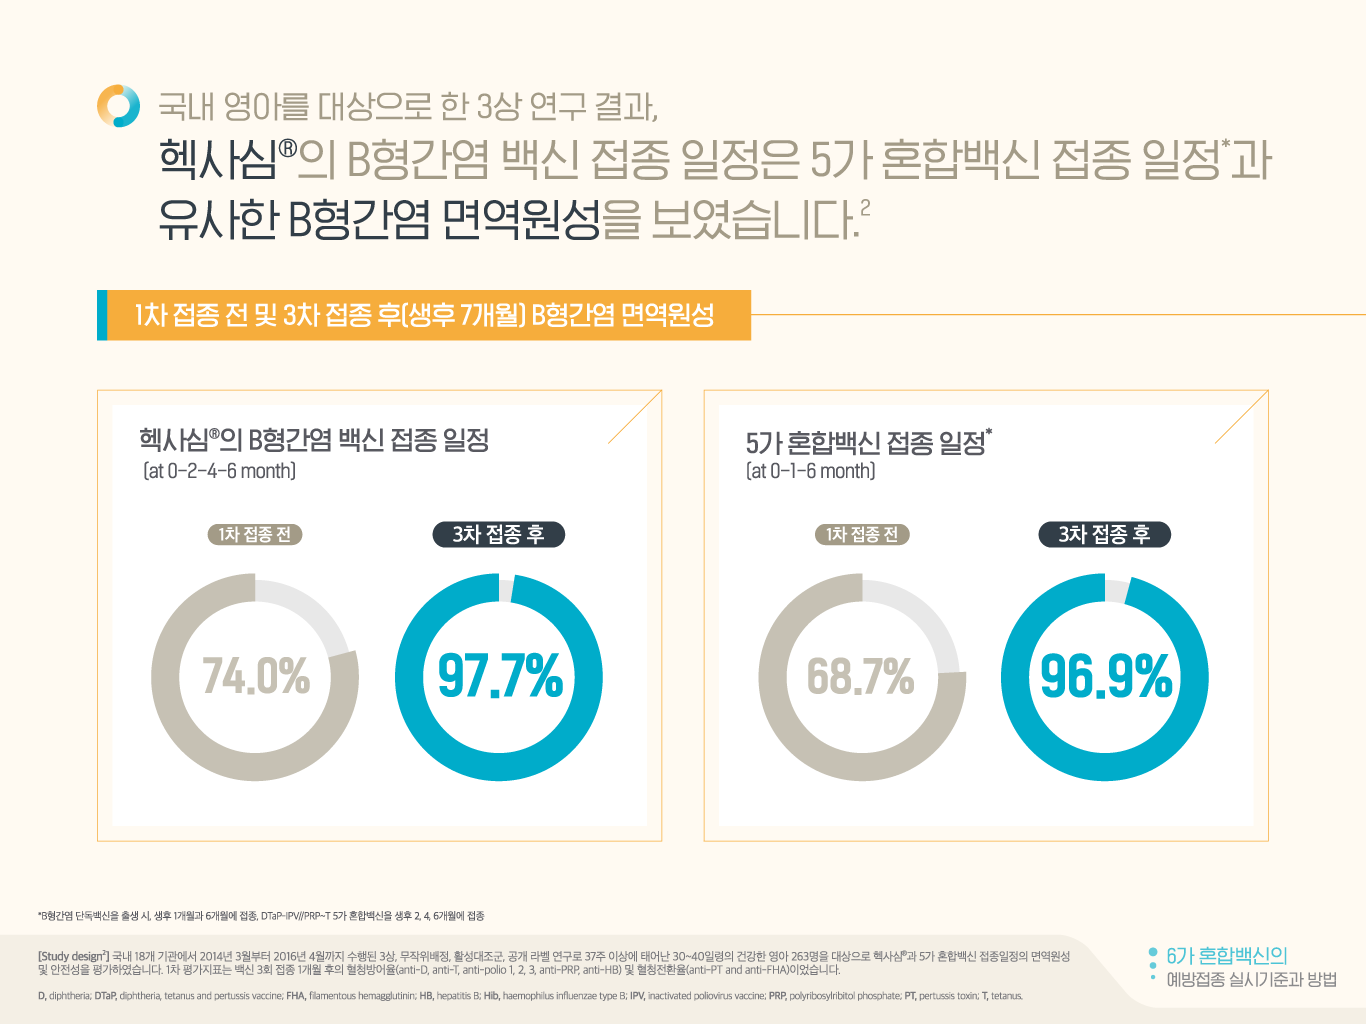 국내 영아를 대상으로 한 3상 연구 결과,
헥사심®의 B형간염 백신 접종 일정은 5가 혼합백신 접종 일정*과
유사한 B형간염 면역원성을 보였습니다.2
1차 접종 전 및 3차 접종 후(생후 7개월) B형간염 면역원성
헥사심®의 B형간염 백신 접종 일정
(at 0-2-4-6 month)
1차 접종 전
3차 접종 후
74.0%
97.7%
5가 혼합백신 접종 일정*
(at 0-1-6 month)
1차 접종 전
3차 접종 후
68.7%
96.9%
*B형간염 단독백신을 출생 시, 생후 1개월과 6개월에 접종, DTaP-IPV//PRP~T 5가 혼합백신을 생후 2, 4, 6개월에 접종
[Study design2] 국내 18개 기관에서 2014년 3월부터 2016년 4월까지 수행된 3상, 무작위배정, 활성대조군, 공개 라벨 연구로 37주 이상에 태어난 30~40일령의 건강한 영아 263명을 대상으로 헥사심®과 5가 혼합백신 접종일정의 면역원성
및 안전성을 평가하였습니다. 1차 평가지표는 백신 3회 접종 1개월 후의 혈청방어율(anti-D, anti-T, anti-polio 1, 2, 3, anti-PRP, anti-HB) 및 혈청전환율(anti-PT and anti-FHA)이었습니다.
D, diphtheria; DTaP, diphtheria, tetanus and pertussis vaccine; FHA, filamentous hemagglutinin; HB, hepatitis B; Hib, haemophilus influenzae type B; IPV, inactivated poliovirus vaccine; PRP, polyribosylribitol phosphate; PT, pertussis toxin; T, tetanus.
6가 혼합백신의
예방접종 실시기준과 방법